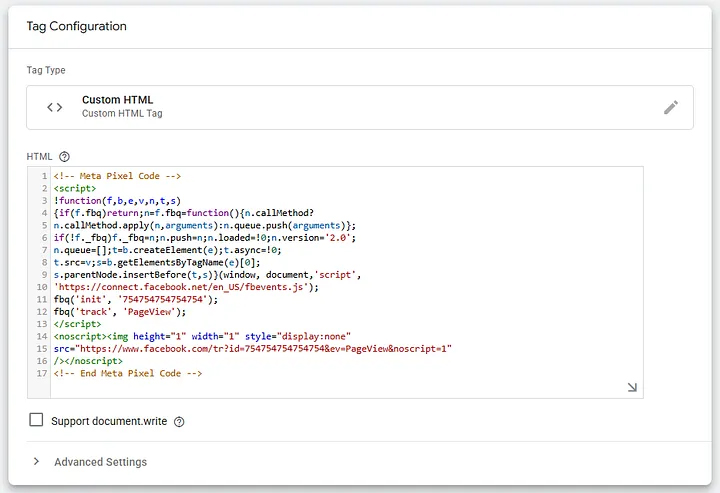 Tag Configuration
Tag Type
<>
Custom HTML
Custom HTML Tag
HTML ?
1 <!-- Meta Pixel Code -->
2 <script>
3 !function(f,b,e,v,n,t,s)
4 {if(f.fbq)return;n=f.fbq=function(){n.callMethod?
5 n.callMethod.apply(n,arguments):n.queue.push(arguments)};
6 if(!f._fbq)f._fbq=n;n.push=n;n.loaded=!0;n.version='2.0';
7 n.queue=[];t=b.createElement(e);t.async=!0;
8 t.src=v;s=b.getElementsByTagName(e)[0];
9 s.parentNode.insertBefore(t,s)}(window, document,'script',
10 'https://connect.facebook.net/en_US/fbevents.js');
11 fbq('init', '754754754754754');
12 fbq('track', 'PageView');
13 </script>
14 <noscript><img height="1" width="1" style="display:none"
15 src="https://www.facebook.com/tr?id=754754754754754&ev=PageView&noscript=1"
16 /></noscript>
17 <!-- End Meta Pixel Code -->
Support document.write ?
Advanced Settings